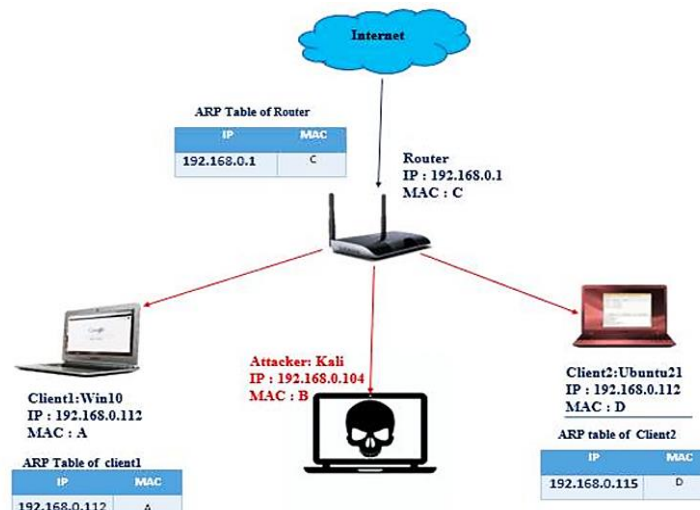 Internet
ARP Table of Router
IP MAC
192.168.0.1 C
Router
IP : 192.168.0.1
MAC : C
Client1:Win10
IP : 192.168.0.112
MAC : A
ARP Table of client1
IP MAC
192.168.0.112 A
Attacker: Kali
IP : 192.168.0.104
MAC : B
Client2:Ubuntu21
IP : 192.168.0.112
MAC : D
ARP table of Client2
IP MAC
192.168.0.115 D